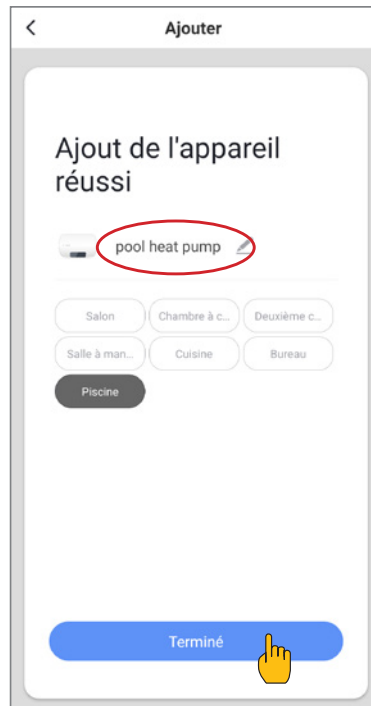 Ajouter
Ajout de l'appareil
réussi
pool heat pump
Salon
Chambre à c...
Deuxième c...
Salle à man...
Cuisine
Bureau
Piscine
Terminé